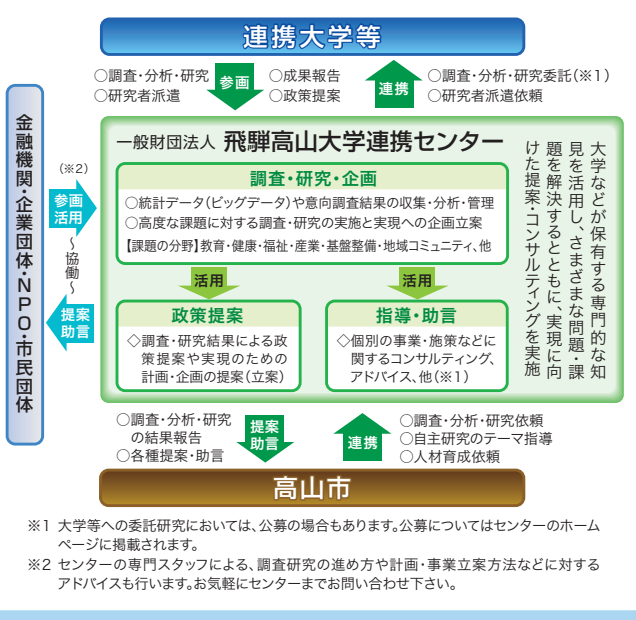 連携大学等
○調査・分析・研究
○研究者派遣
参画
○成果報告
○政策提案
連携
○調査・分析・研究委託(※1)
○研究者派遣依頼
金融機関・企業団体・NPO・市民団体
(※2)
参画
活用
〜協働〜
提案
助言
一般財団法人 飛騨高山大学連携センター
調査・研究・企画
○統計データ(ビッグデータ)や意向調査結果の収集・分析・管理
○高度な課題に対する調査・研究の実施と実現への企画立案
【課題の分野】教育・健康・福祉・産業・基盤整備・地域コミュニティ、他
活用
活用
政策提案
◇調査・研究結果による政
策提案や実現のための
計画・企画の提案(立案)
指導・助言
◇個別の事業・施策などに
関するコンサルティング、
アドバイス、他(※1)
大学などが保有する専門的な知
見を活用し、さまざまな問題・課
題を解決するとともに、実現に向
けた提案・コンサルティングを実施
○調査・分析・研究
の結果報告
○各種提案・助言
提案
助言
連携
○調査・分析・研究依頼
○自主研究のテーマ指導
○人材育成依頼
高山市
※1 大学等への委託研究においては、公募の場合もあります。公募についてはセンターのホーム
ページに掲載されます。
※2 センターの専門スタッフによる、調査研究の進め方や計画・事業立案方法などに対する
アドバイスも行います。お気軽にセンターまでお問い合わせ下さい。